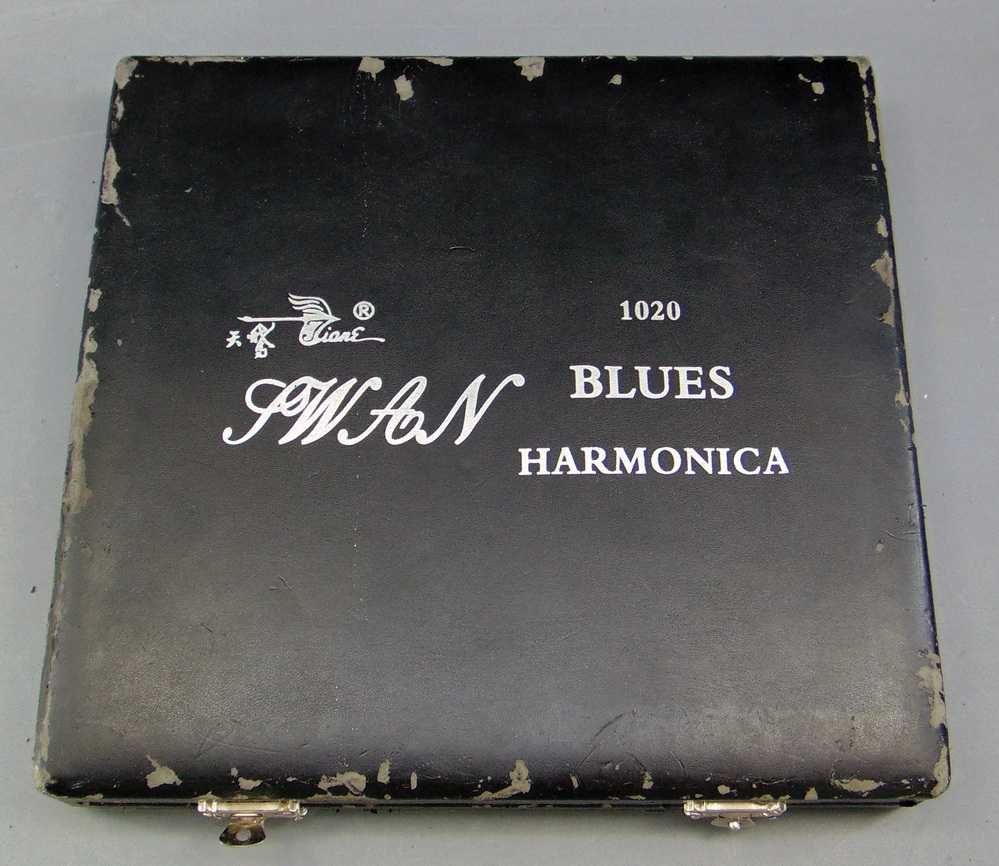 天鹅 Tiane ®
SWAN
1020
BLUES
HARMONICA